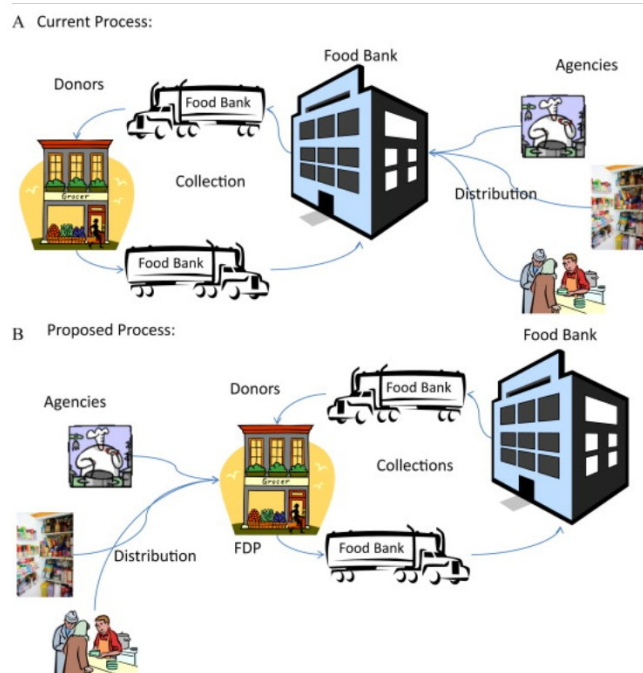 A Current Process:
Food Bank
Agencies
Donors
Food Bank
Grocer
Collection
Distribution
Food Bank
B Proposed Process:
Food Bank
Agencies
Donors
Food Bank
Grocer
Collections
Distribution
FDP
Food Bank